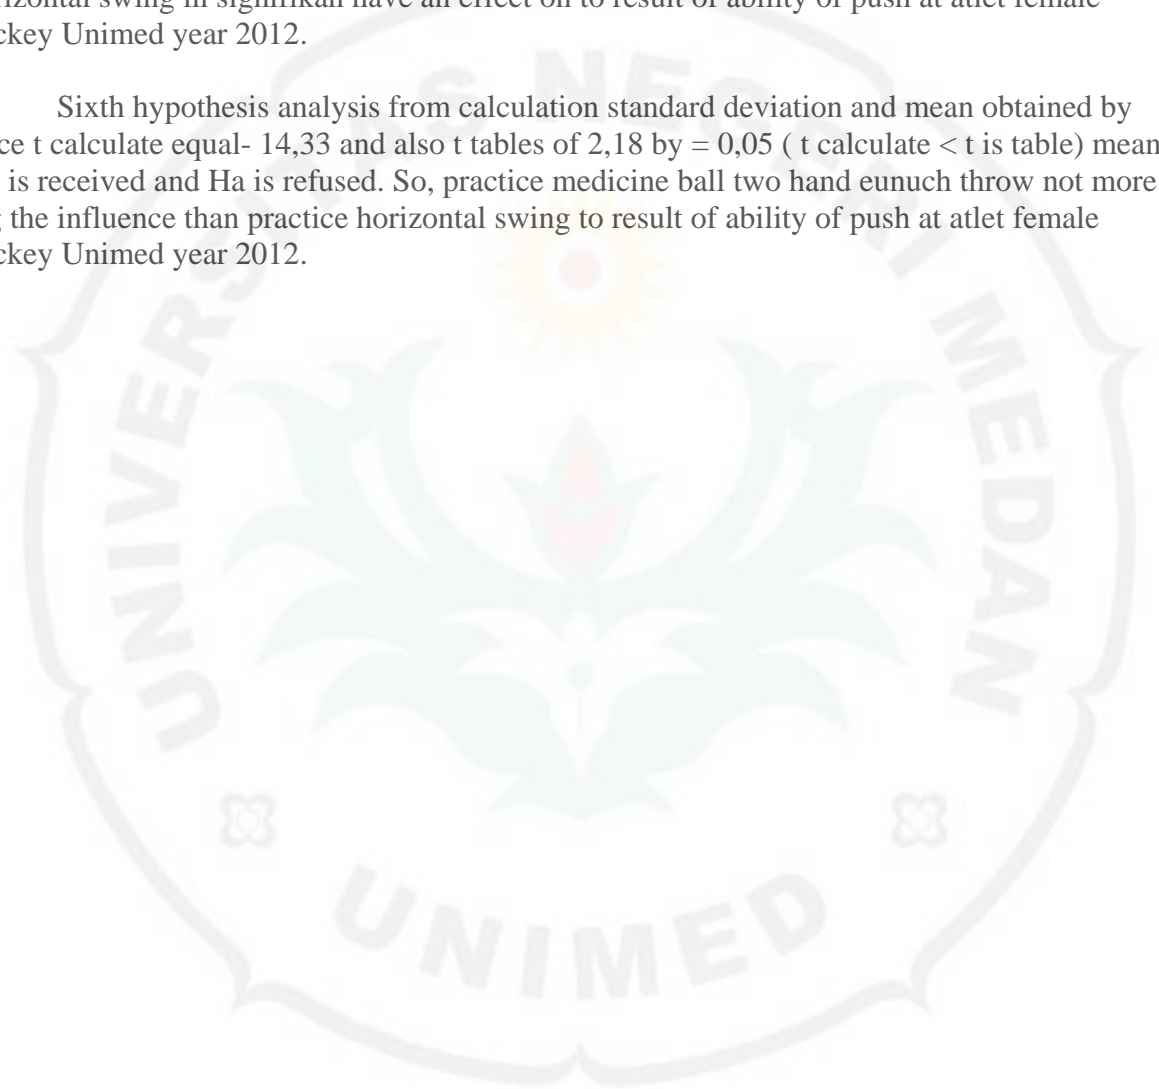 swing in signifikan have an effect on to result of ability of push at atlet female
Unimed year 2012.
Sixth hypothesis analysis from calculation standard deviation and mean obtained by
t calculate equal- 14,33 and also t tables of 2,18 by = 0,05 ( t calculate < t is table) mean
is received and Ha is refused. So, practice medicine ball two hand eunuch throw not more
the influence than practice horizontal swing to result of ability of push at atlet female
Unimed year 2012.
UNIVERSITAS NEGERI MEDAN
UNIMED